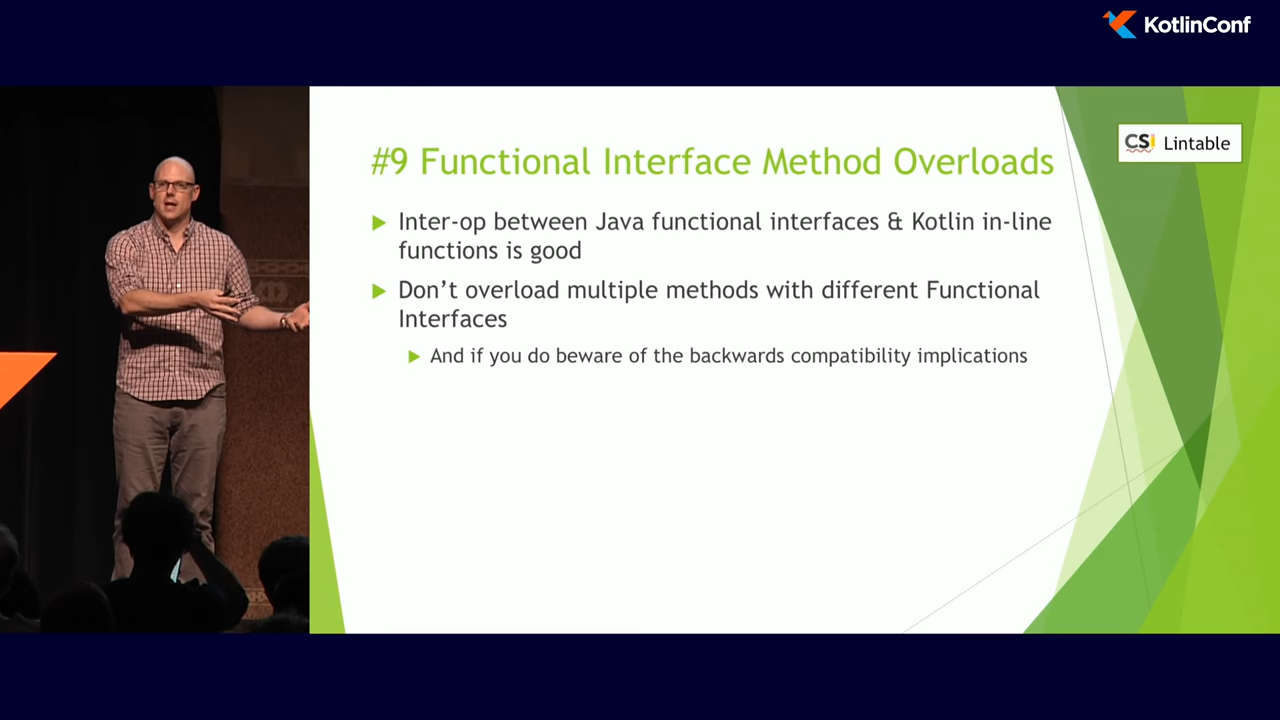 KotlinConf
CS Lintable
#9 Functional Interface Method Overloads
Inter-op between Java functional interfaces & Kotlin in-line
functions is good
Don't overload multiple methods with different Functional
Interfaces
And if you do beware of the backwards compatibility implications